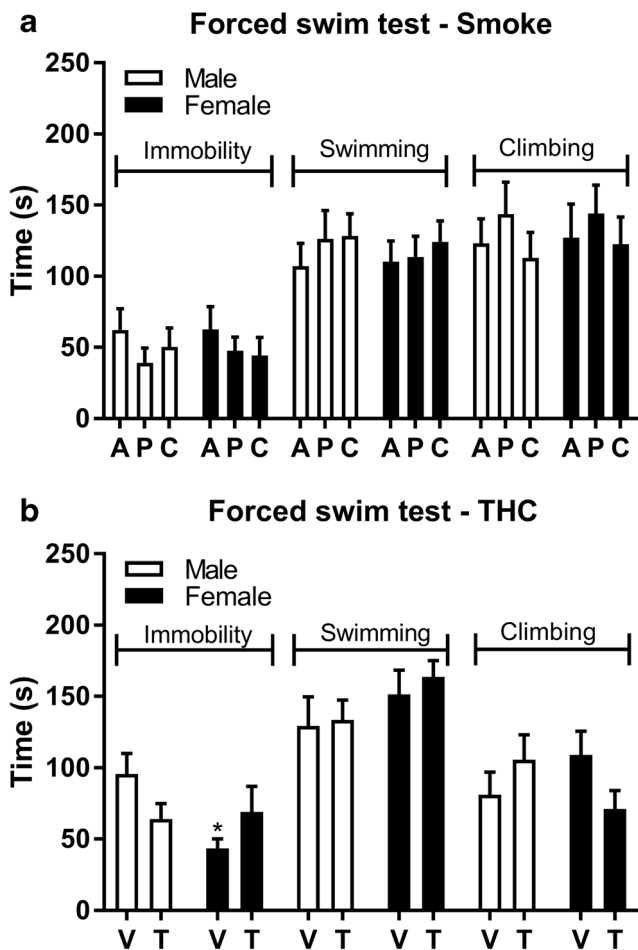 a Forced swim test - Smoke
250
Male
Female
200
Immobility Swimming Climbing
150
Time (s)
100
50
0
A P C A P C A P C A P C A P C A P C
b Forced swim test - THC
250
Male
Female
200
Immobility Swimming Climbing
150
Time (s)
100
50
*
0
V T V T V T V T V T V T